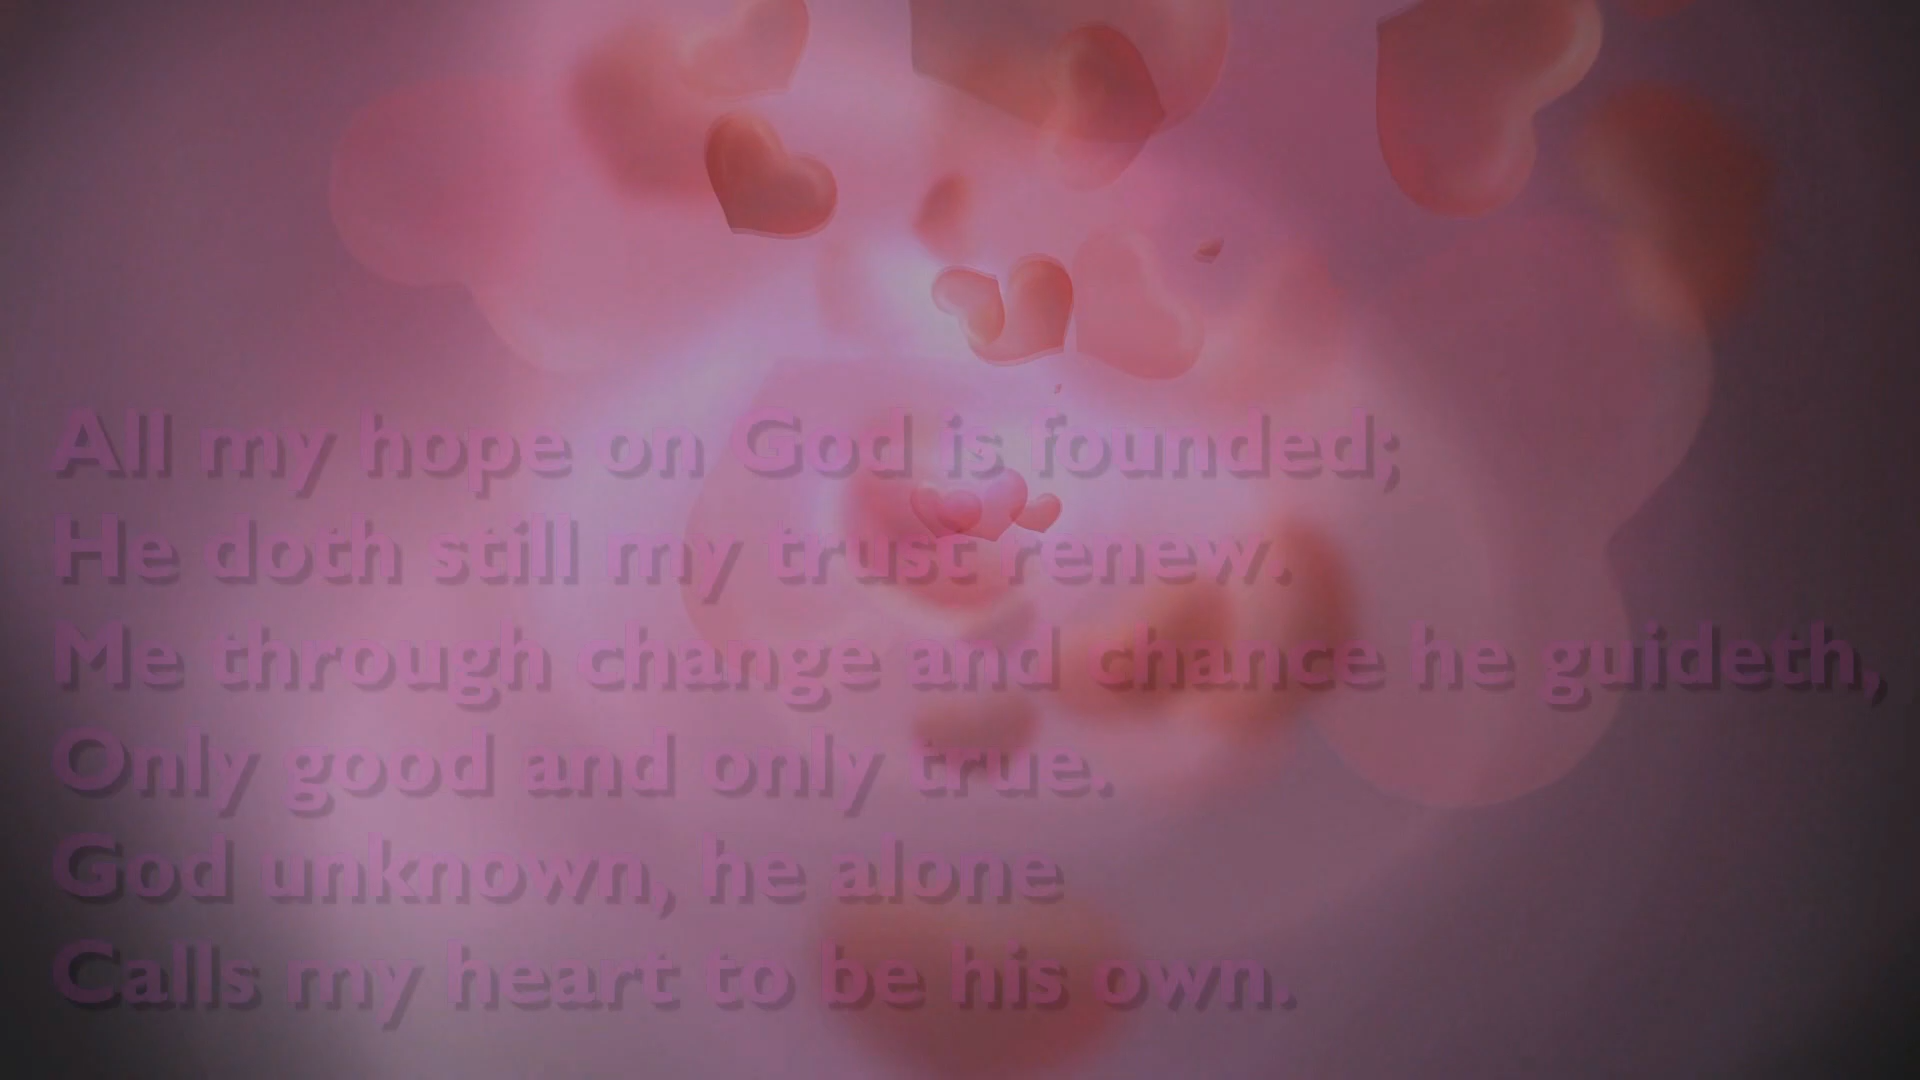 All my hope on God is founded;
He doth still my trust renew.
Me through change and chance he guideth,
Only good and only true.
God unknown, he alone
Calls my heart to be his own.